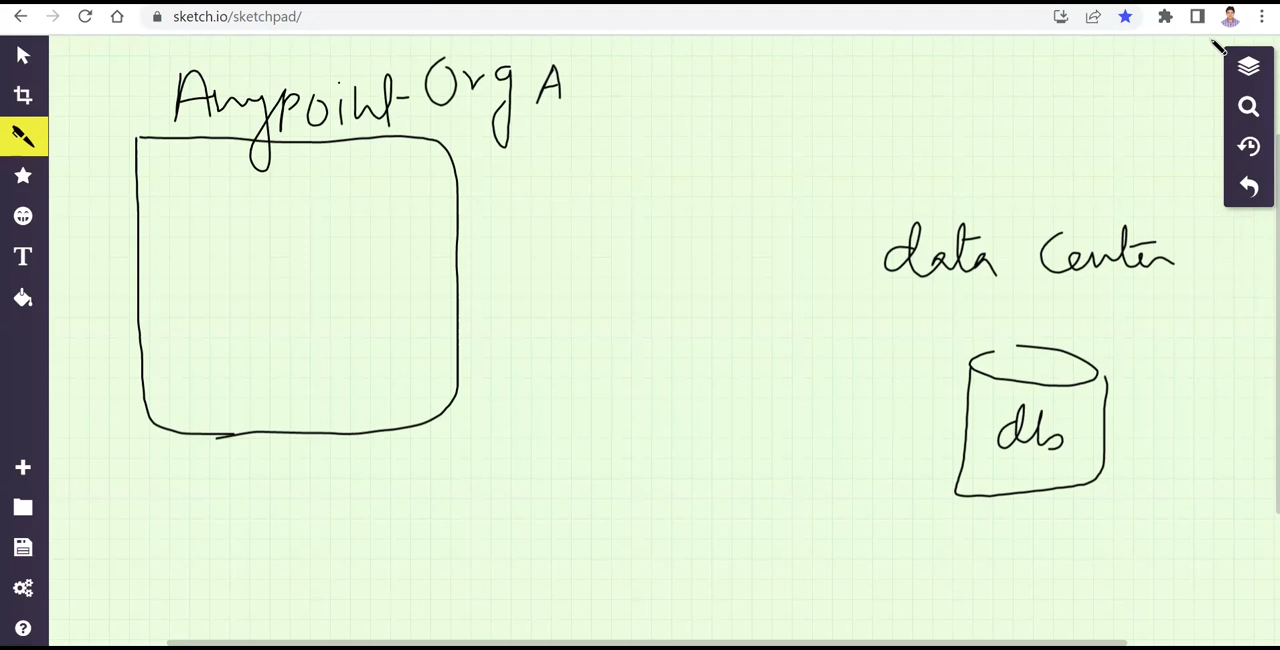 sketch.io/sketchpad/
Anypoint-Org A
data Center
db
T
?